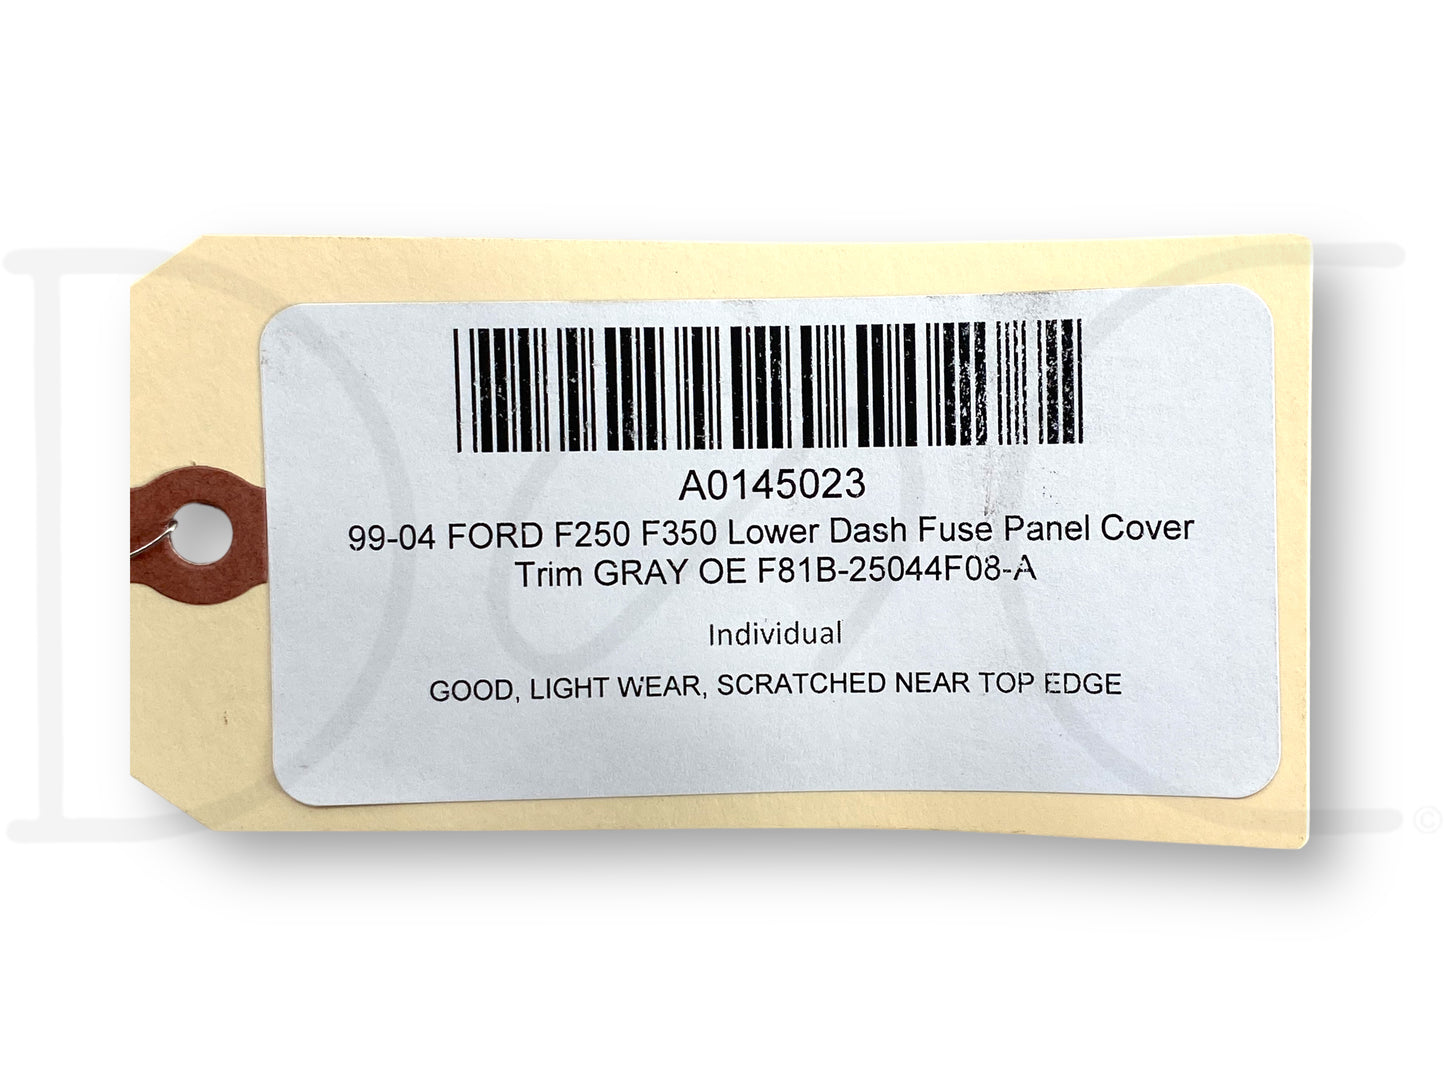 A0145023
99-04 FORD F250 F350 Lower Dash Fuse Panel Cover
Trim GRAY OE F81B-25044F08-A
Individual
GOOD, LIGHT WEAR, SCRATCHED NEAR TOP EDGE
©